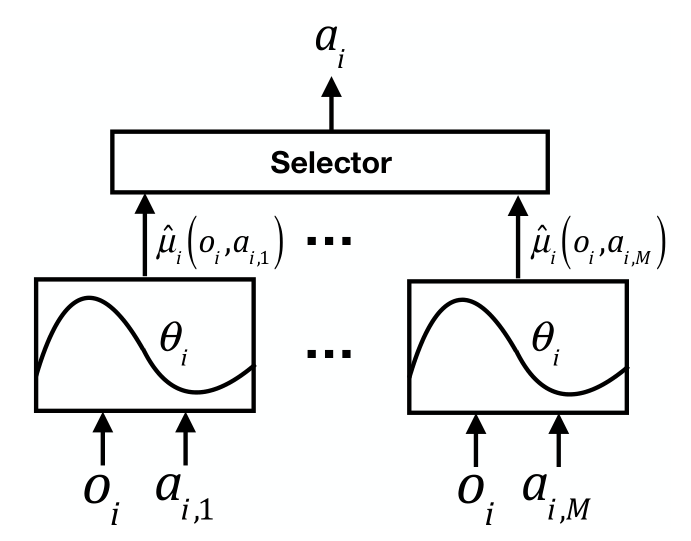 a_i
Selector
μ̂_i(o_i,a_{i,1}) ... μ̂_i(o_i,a_{i,M})
θ_i ... θ_i
o_i a_{i,1} o_i a_{i,M}